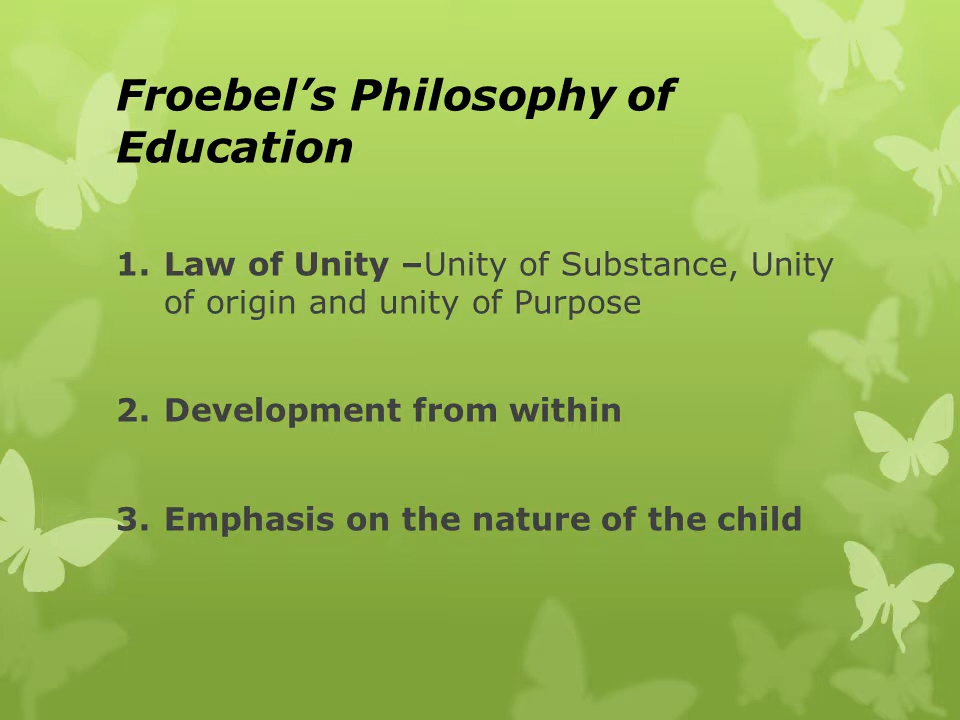 Froebel’s Philosophy of
Education
1. Law of Unity –Unity of Substance, Unity
of origin and unity of Purpose
2. Development from within
3. Emphasis on the nature of the child